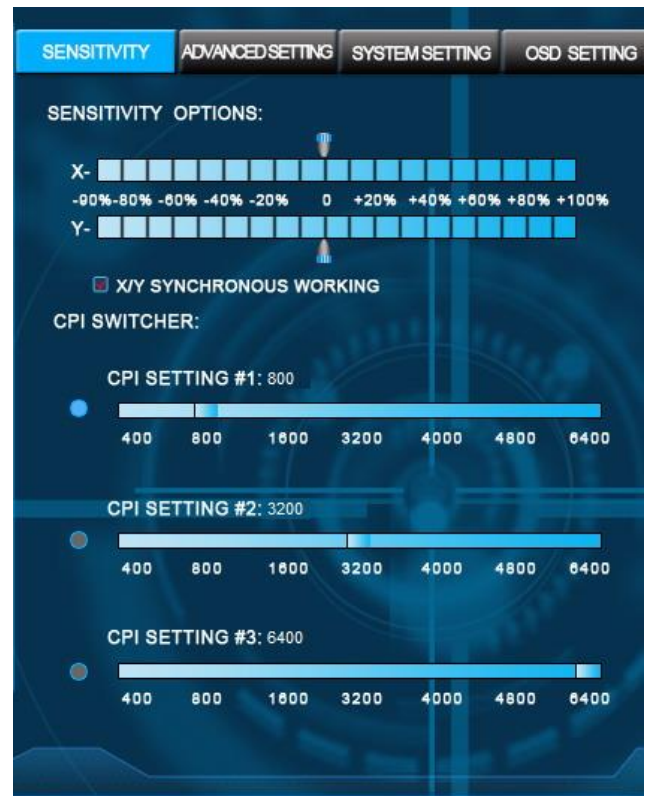 SENSITIVITY ADVANCED SETTING SYSTEM SETTING OSD SETTING
SENSITIVITY OPTIONS:
X-
-90% -80% -60% -40% -20% 0 +20% +40% +60% +80% +100%
Y-
X/Y SYNCHRONOUS WORKING
CPI SWITCHER:
CPI SETTING #1: 800
400 800 1600 3200 4000 4800 6400
CPI SETTING #2: 3200
400 800 1600 3200 4000 4800 6400
CPI SETTING #3: 6400
400 800 1600 3200 4000 4800 6400